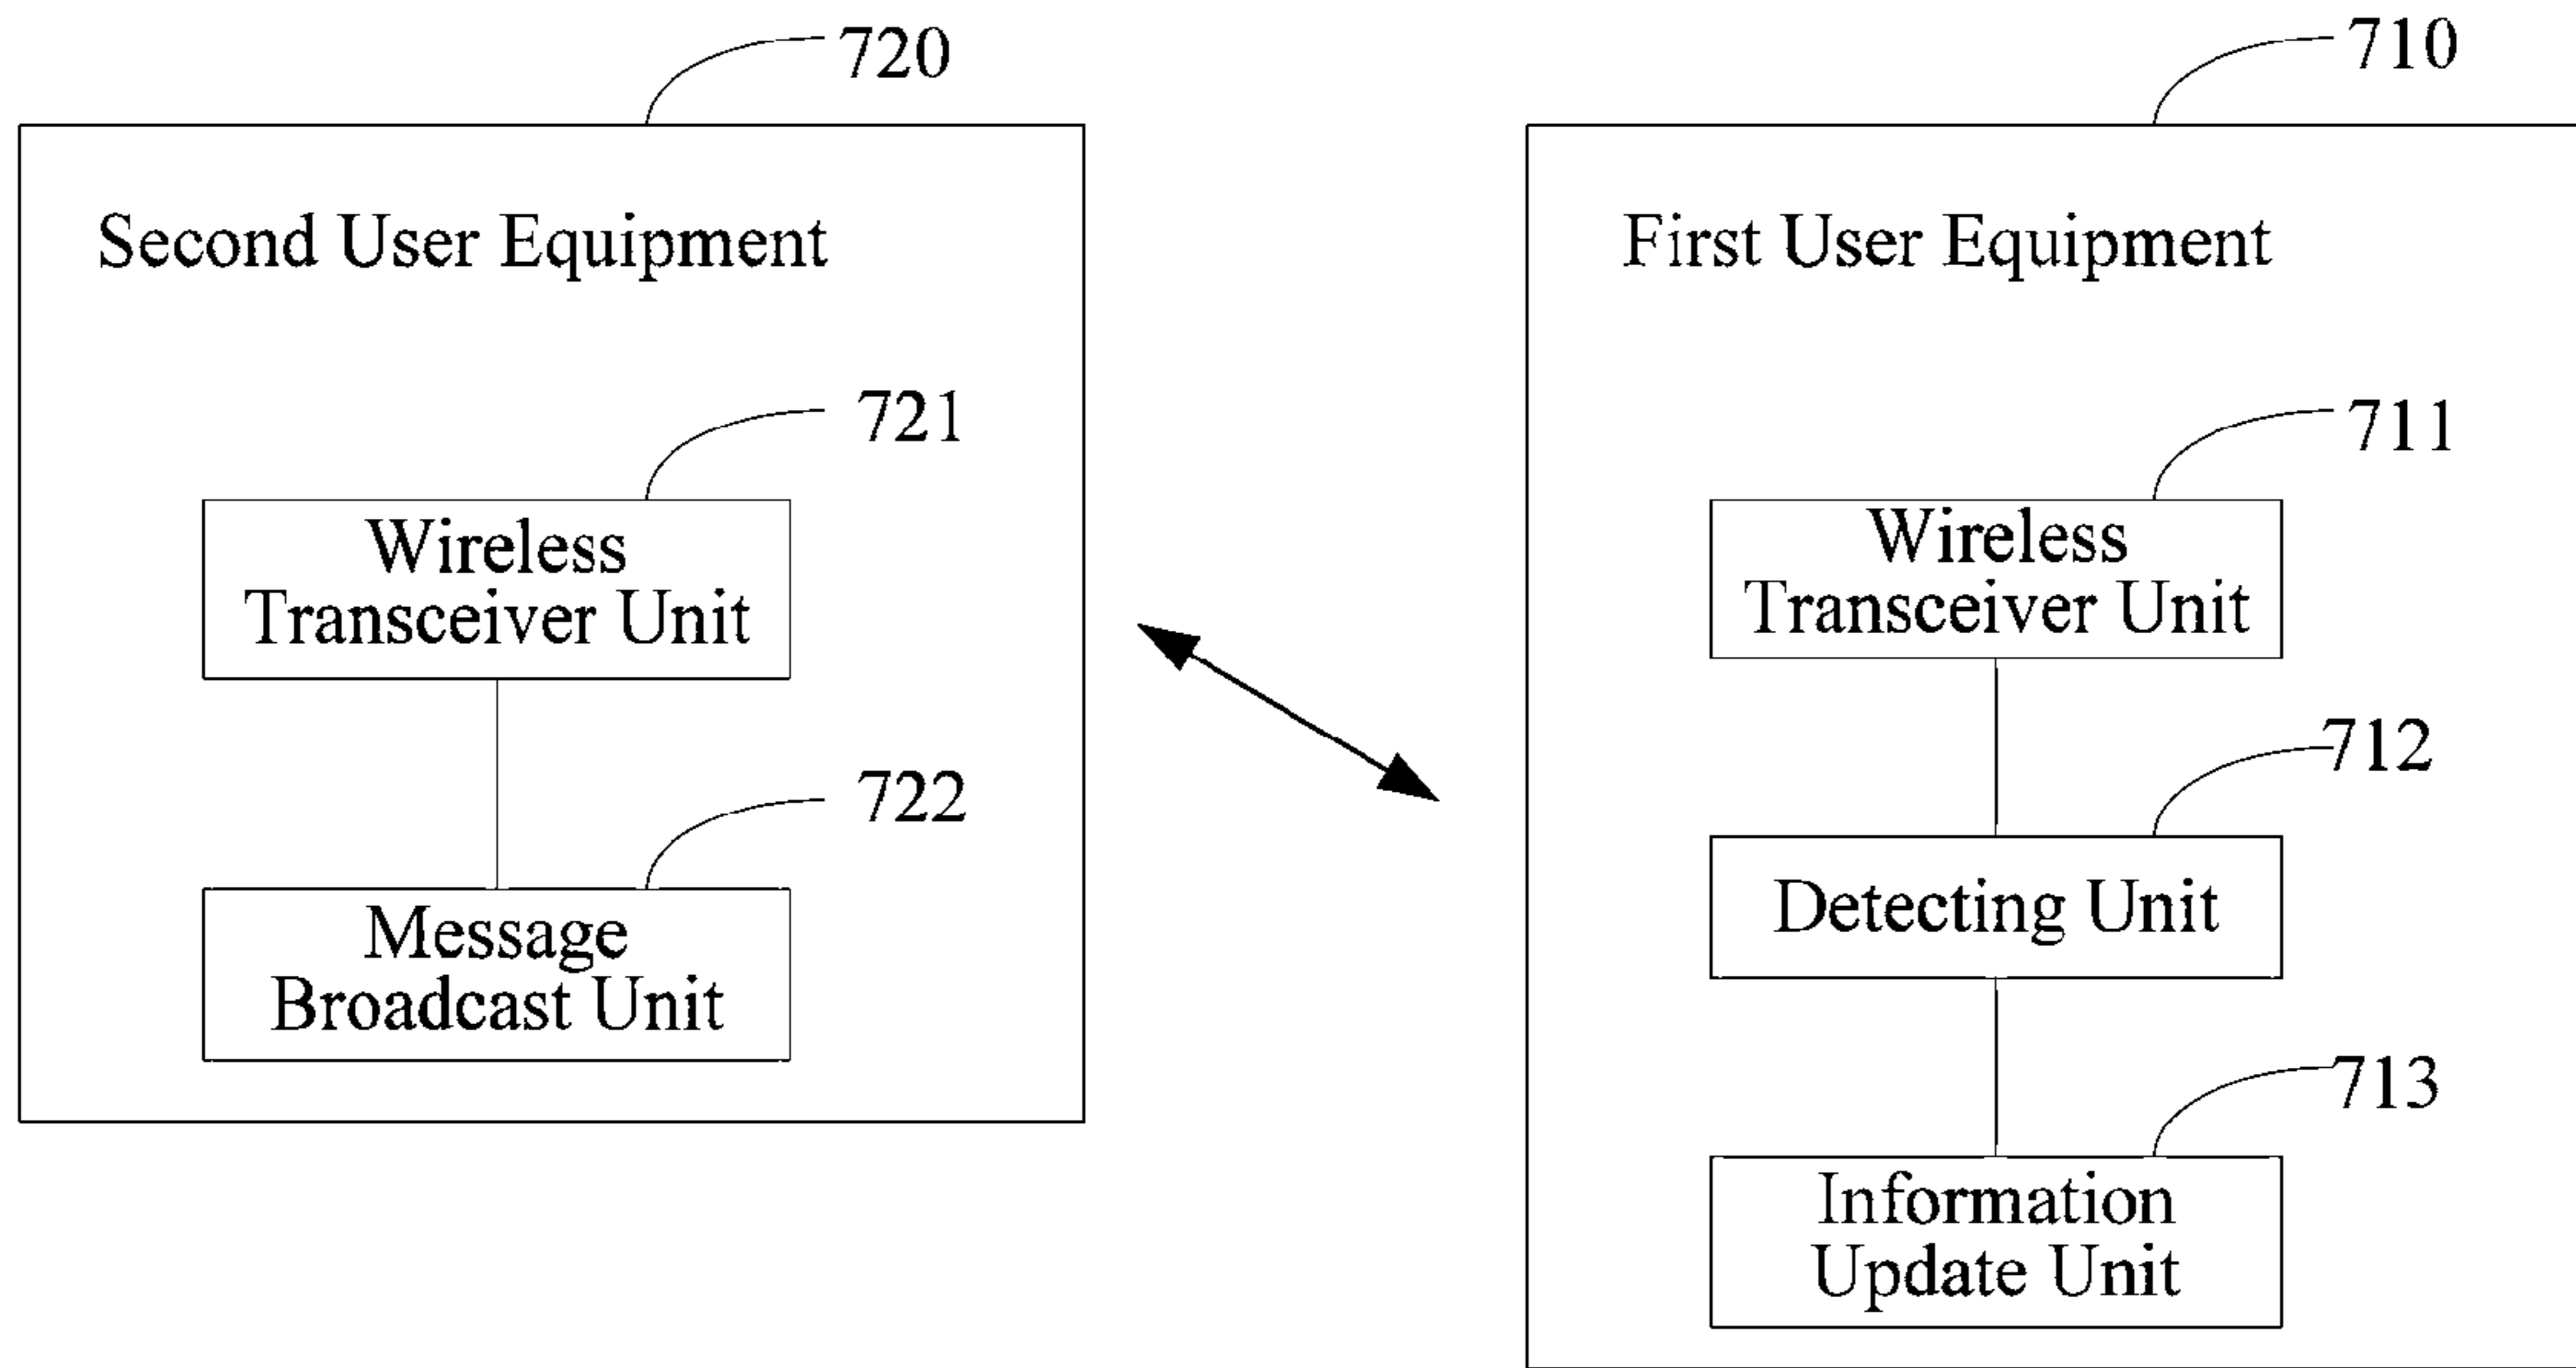 720
Second User Equipment
721
Wireless
Transceiver Unit
722
Message
Broadcast Unit
710
First User Equipment
711
Wireless
Transceiver Unit
712
Detecting Unit
713
Information
Update Unit